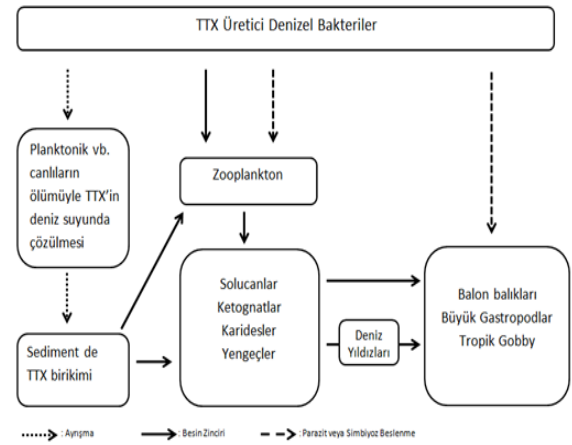 TTX Üretici Denizel Bakteriler
Planktonik vb.
canlıların
ölümüyle TTX'in
deniz suyunda
çözülmesi
Zooplankton
Solucanlar
Ketognatlar
Karidesler
Yengeçler
Balon balıkları
Büyük Gastropodlar
Tropik Gobby
Deniz
Yıldızları
Sediment de
TTX birikimi
: Ayrışma
: Besin Zinciri
: Parazit veya Simbiyoz Beslenme